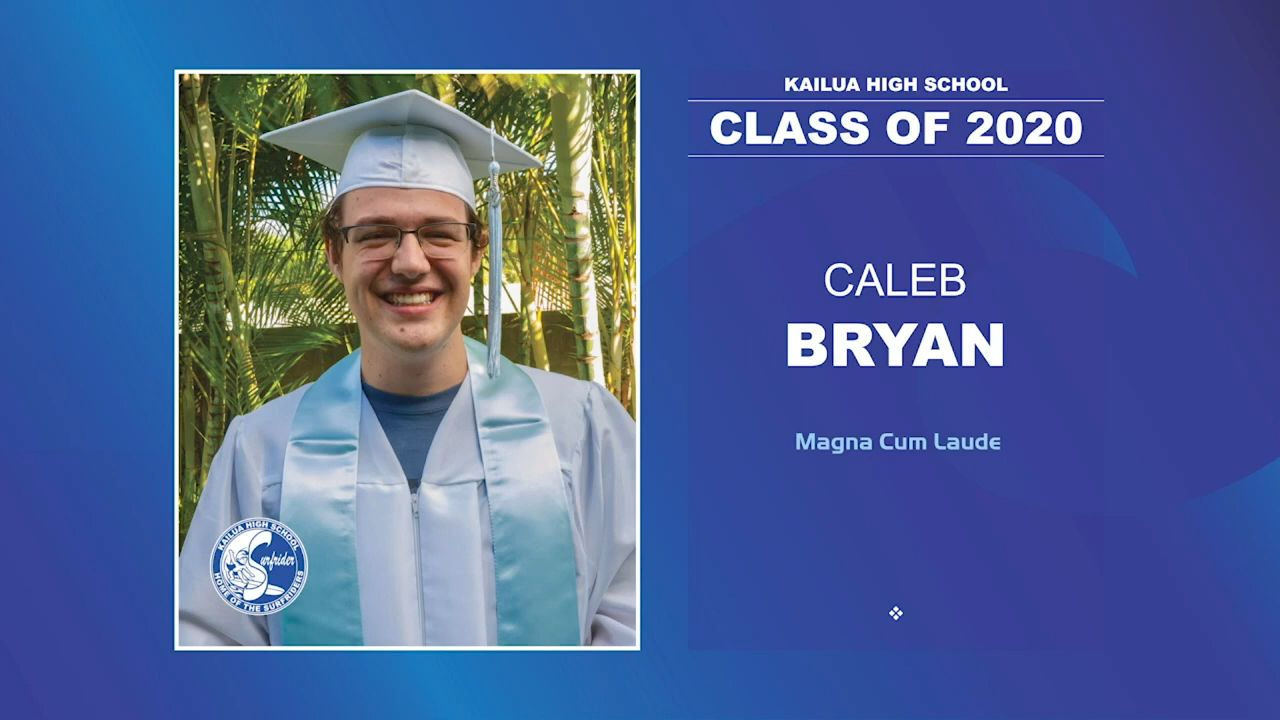 KAILUA HIGH SCHOOL
CLASS OF 2020
CALEB
BRYAN
Magna Cum Laude
KAILUA HIGH SCHOOL
Surfrider
HOME OF THE SURFRIDERS